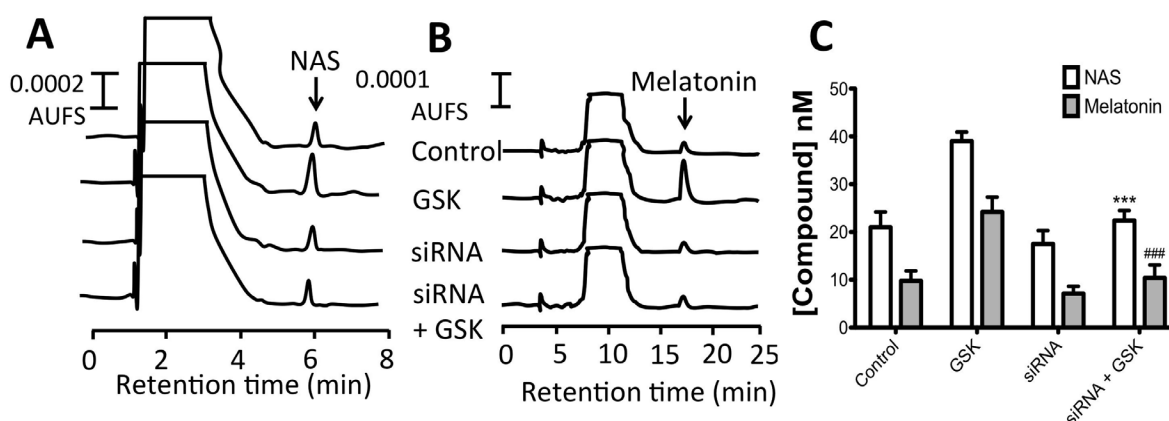 A
NAS
0.0002
AUFS
0 2 4 6 8
Retention time (min)
B
0.0001
AUFS
Melatonin
Control
GSK
siRNA
siRNA
+ GSK
0 5 10 15 20 25
Retention time (min)
C
NAS
Melatonin
[Compound] nM
50
40
30
20
10
0
***
###
Control
GSK
siRNA
siRNA + GSK